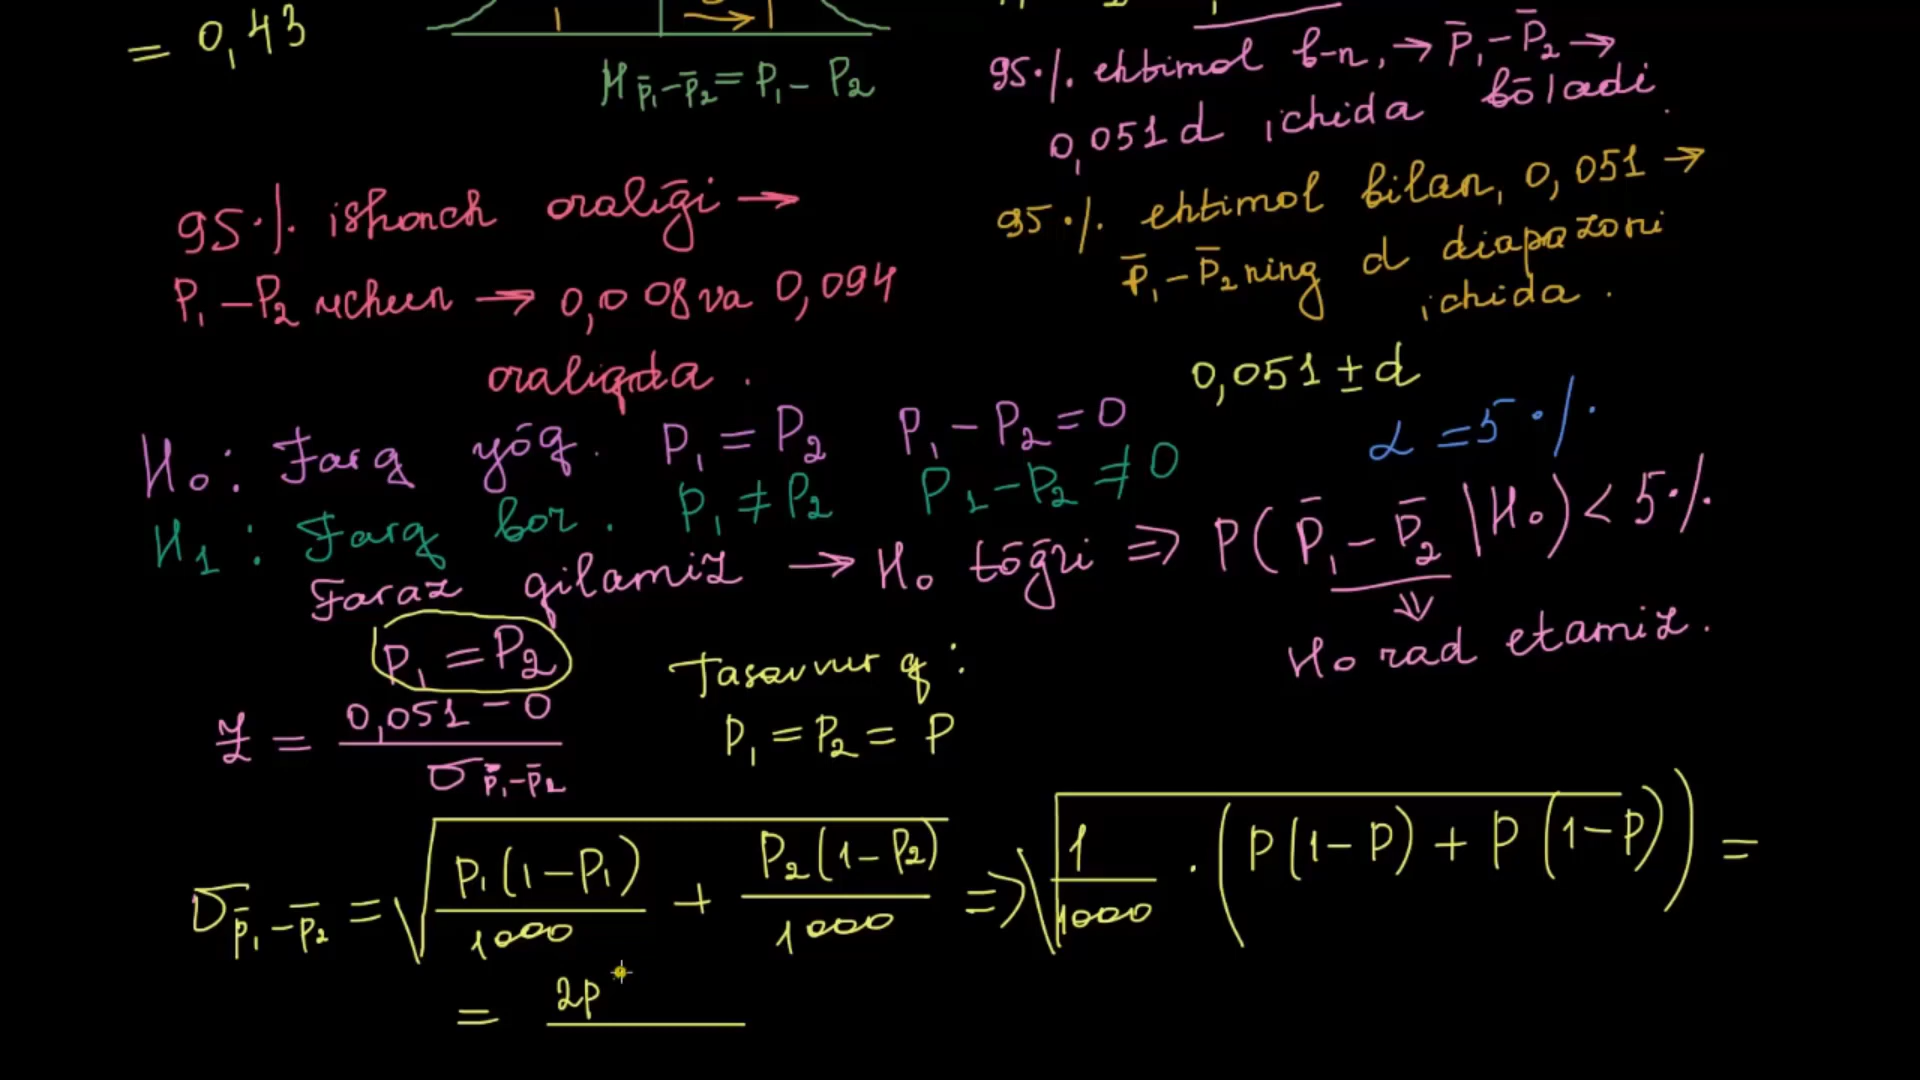 = 0,43
μ p̄₁-p̄₂ = P₁ - P₂
95% ehtimol b-n, → P̄₁ - P̄₂ →
0,051 d ichida bōladi.
95% ishonch oralig̅i →
P₁ - P₂ uchun → 0,008 va 0,094
oraliqda.
95% ehtimol bilan, 0,051 →
P̄₁ - P̄₂ ning d diapazoni
ichida.
0,051 ± d
H₀: Farq yōq. P₁ = P₂ P₁ - P₂ = 0
α = 5%
H₁: Farq bor. P₁ ≠ P₂ P₁ - P₂ ≠ 0
Faraz qilamiz → H₀ tōg̅ri ⇒ P(P̄₁ - P̄₂ | H₀) < 5%
⇓
H₀ rad etamiz.
P₁ = P₂
Tasavvur q:
P₁ = P₂ = P
Z = (0,051 - 0) / σ p̄₁-p̄₂
σ p̄₁-p̄₂ = √(P₁(1-P₁)/1000 + P₂(1-P₂)/1000) ⇒ √(1/1000 · (P(1-P) + P(1-P))) =
= 2p